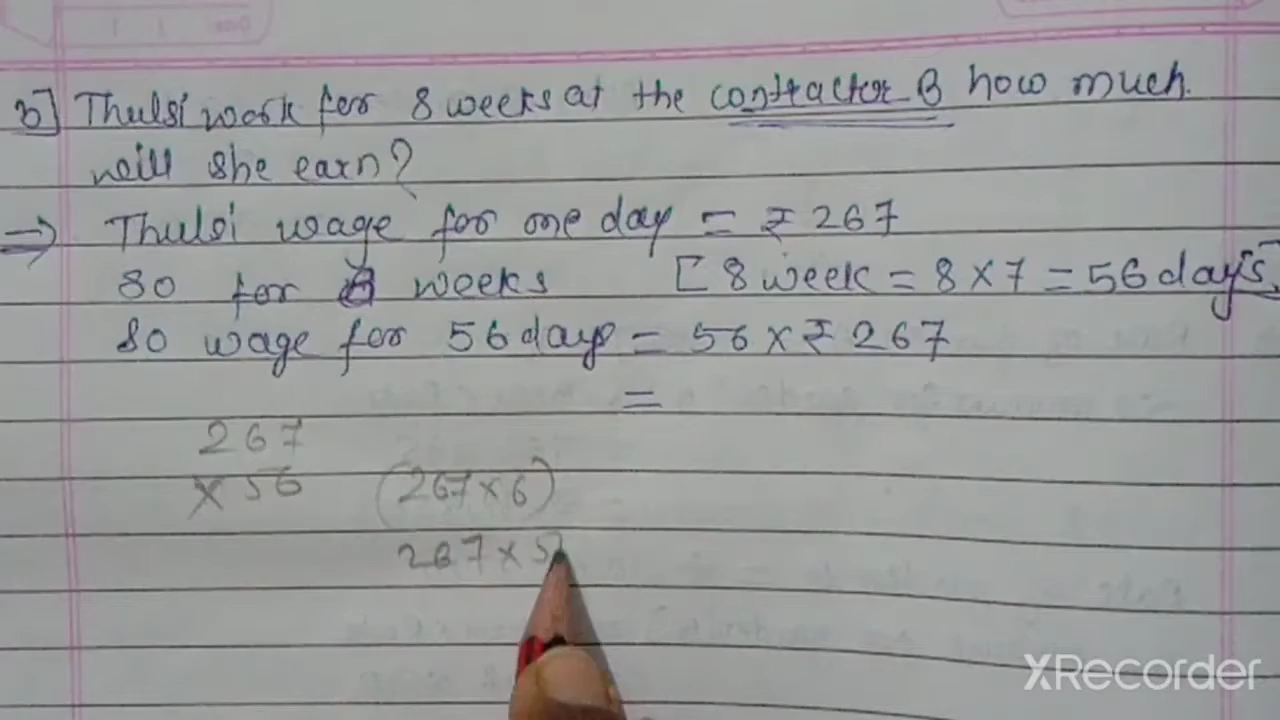 b] Thulsi work for 8 weeks at the contractor B how much
will she earn?
→ Thulsi wage for one day = ₹ 267
So for 8 weeks [8 week = 8 × 7 = 56 days]
So wage for 56 days = 56 × ₹ 267
=
267
× 56 (267 × 6)
267 × 5
XRecorder